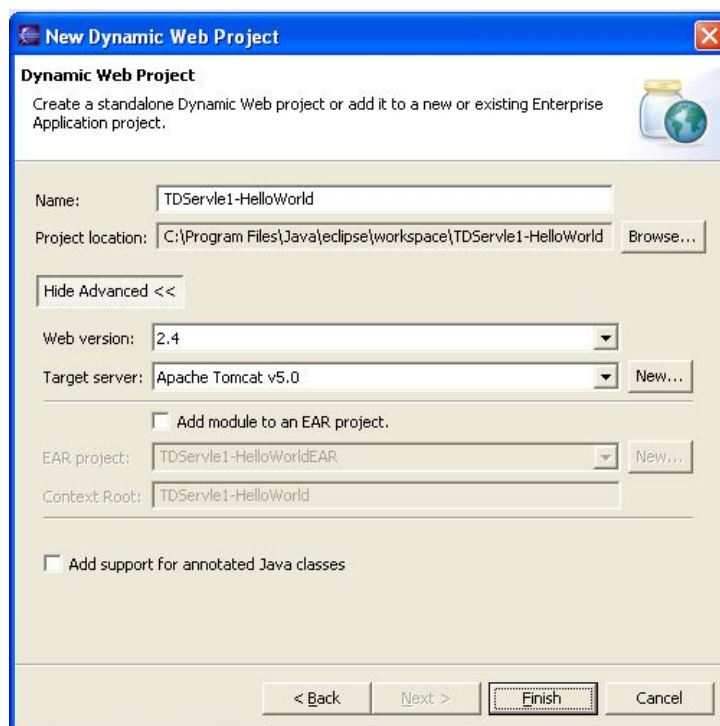 New Dynamic Web Project
Dynamic Web Project
Create a standalone Dynamic Web project or add it to a new or existing Enterprise
Application project.
Name: TDServle1-HelloWorld
Project location: C:\Program Files\Java\eclipse\workspace\TDServle1-HelloWorld Browse...
Hide Advanced <<
Web version: 2.4
Target server: Apache Tomcat v5.0 New...
Add module to an EAR project.
EAR project: TDServle1-HelloWorldEAR New...
Context Root: TDServle1-HelloWorld
Add support for annotated Java classes
< Back Next > Finish Cancel